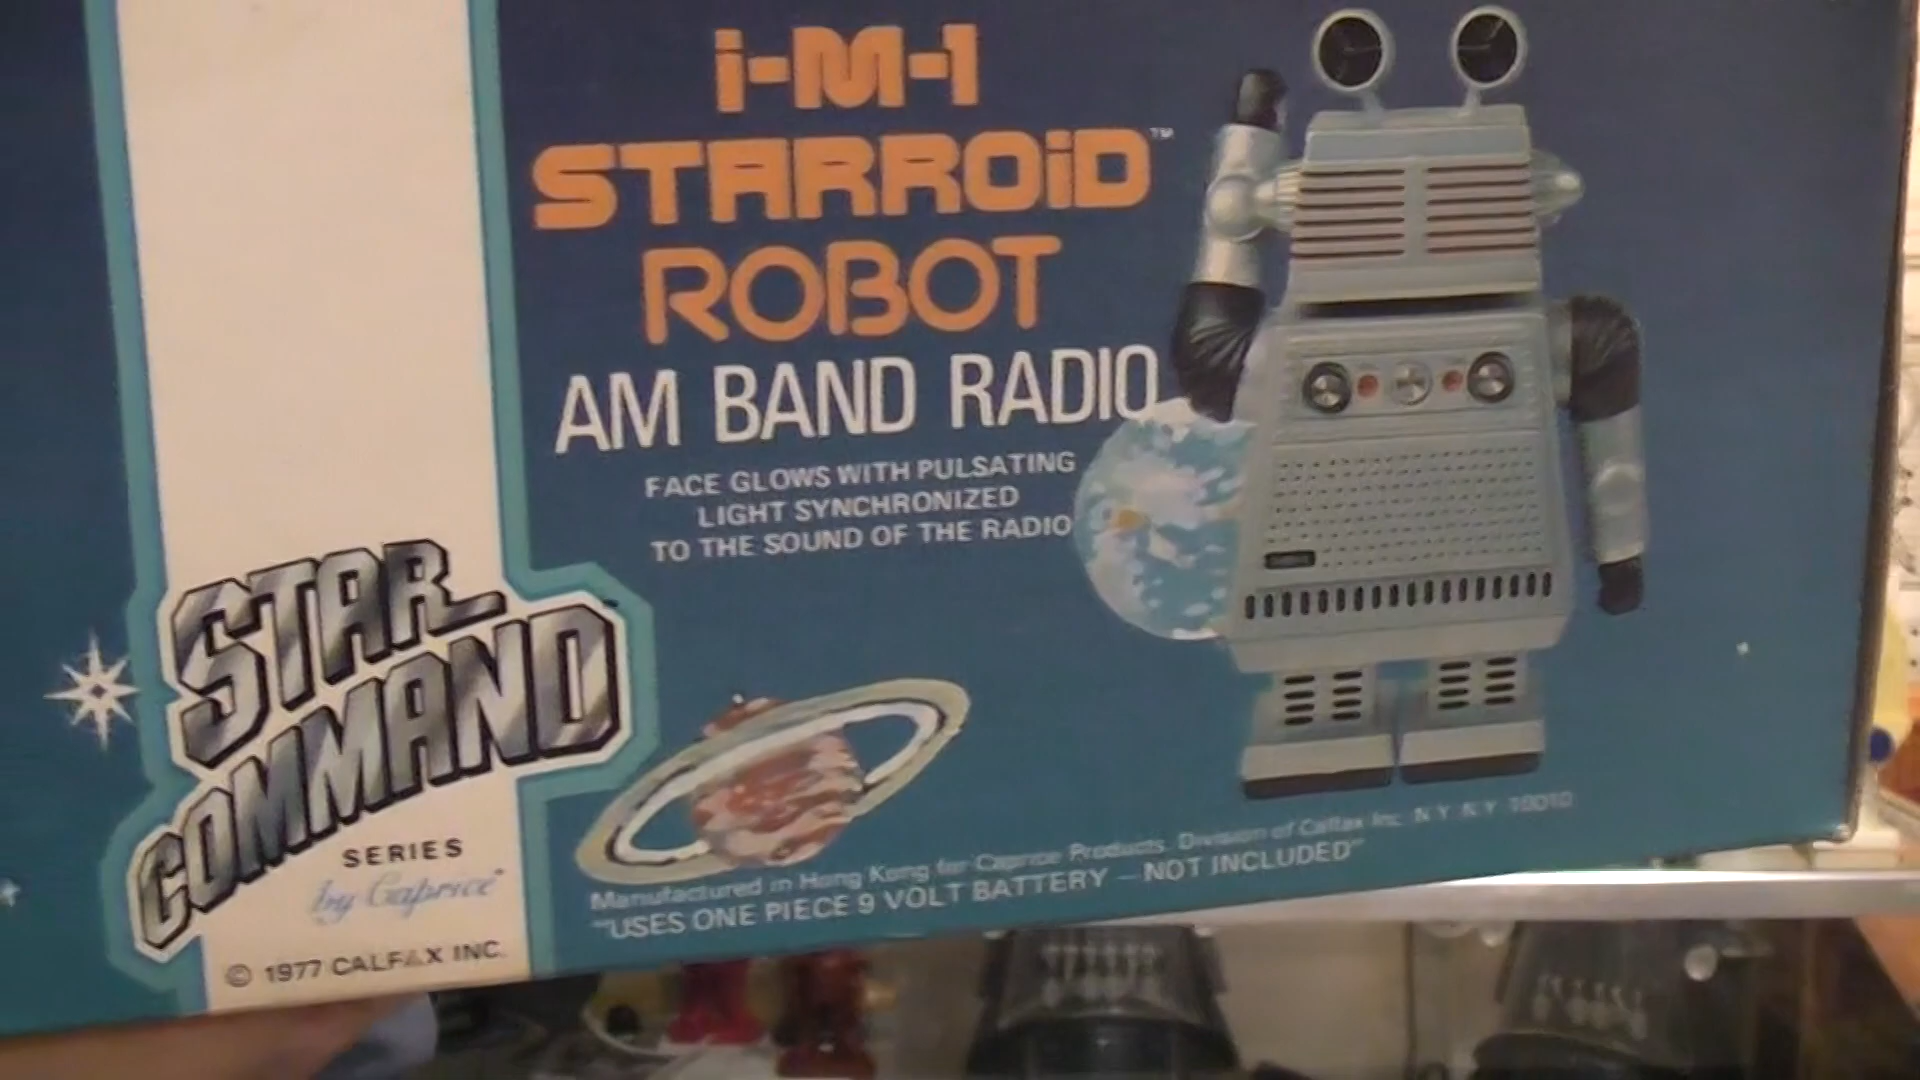 i-M-1
STARROiD™
ROBOT
AM BAND RADIO
FACE GLOWS WITH PULSATING
LIGHT SYNCHRONIZED
TO THE SOUND OF THE RADIO
STAR
COMMAND
SERIES
by Caprice
© 1977 CALFAX INC.
Manufactured in Hong Kong for Caprice Products. Division of Calfax Inc. N Y N Y 10010
"USES ONE PIECE 9 VOLT BATTERY — NOT INCLUDED"